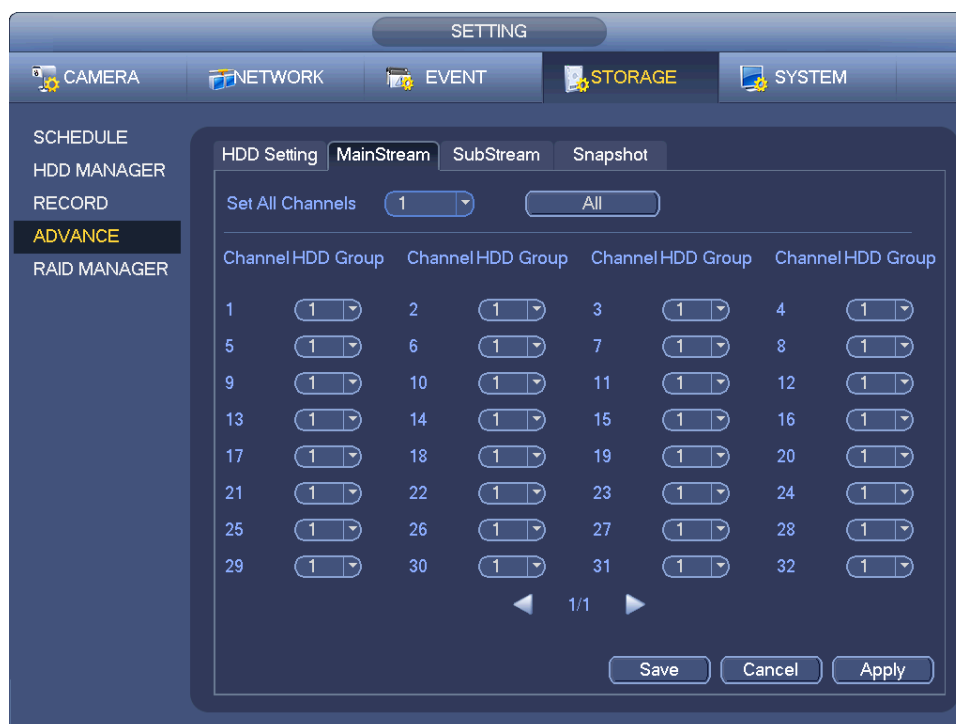 SETTING
CAMERA NETWORK EVENT STORAGE SYSTEM
SCHEDULE
HDD MANAGER
RECORD
ADVANCE
RAID MANAGER
HDD Setting MainStream SubStream Snapshot
Set All Channels 1 All
Channel HDD Group Channel HDD Group Channel HDD Group Channel HDD Group
1 1 2 1 3 1 4 1
5 1 6 1 7 1 8 1
9 1 10 1 11 1 12 1
13 1 14 1 15 1 16 1
17 1 18 1 19 1 20 1
21 1 22 1 23 1 24 1
25 1 26 1 27 1 28 1
29 1 30 1 31 1 32 1
1/1
Save Cancel Apply